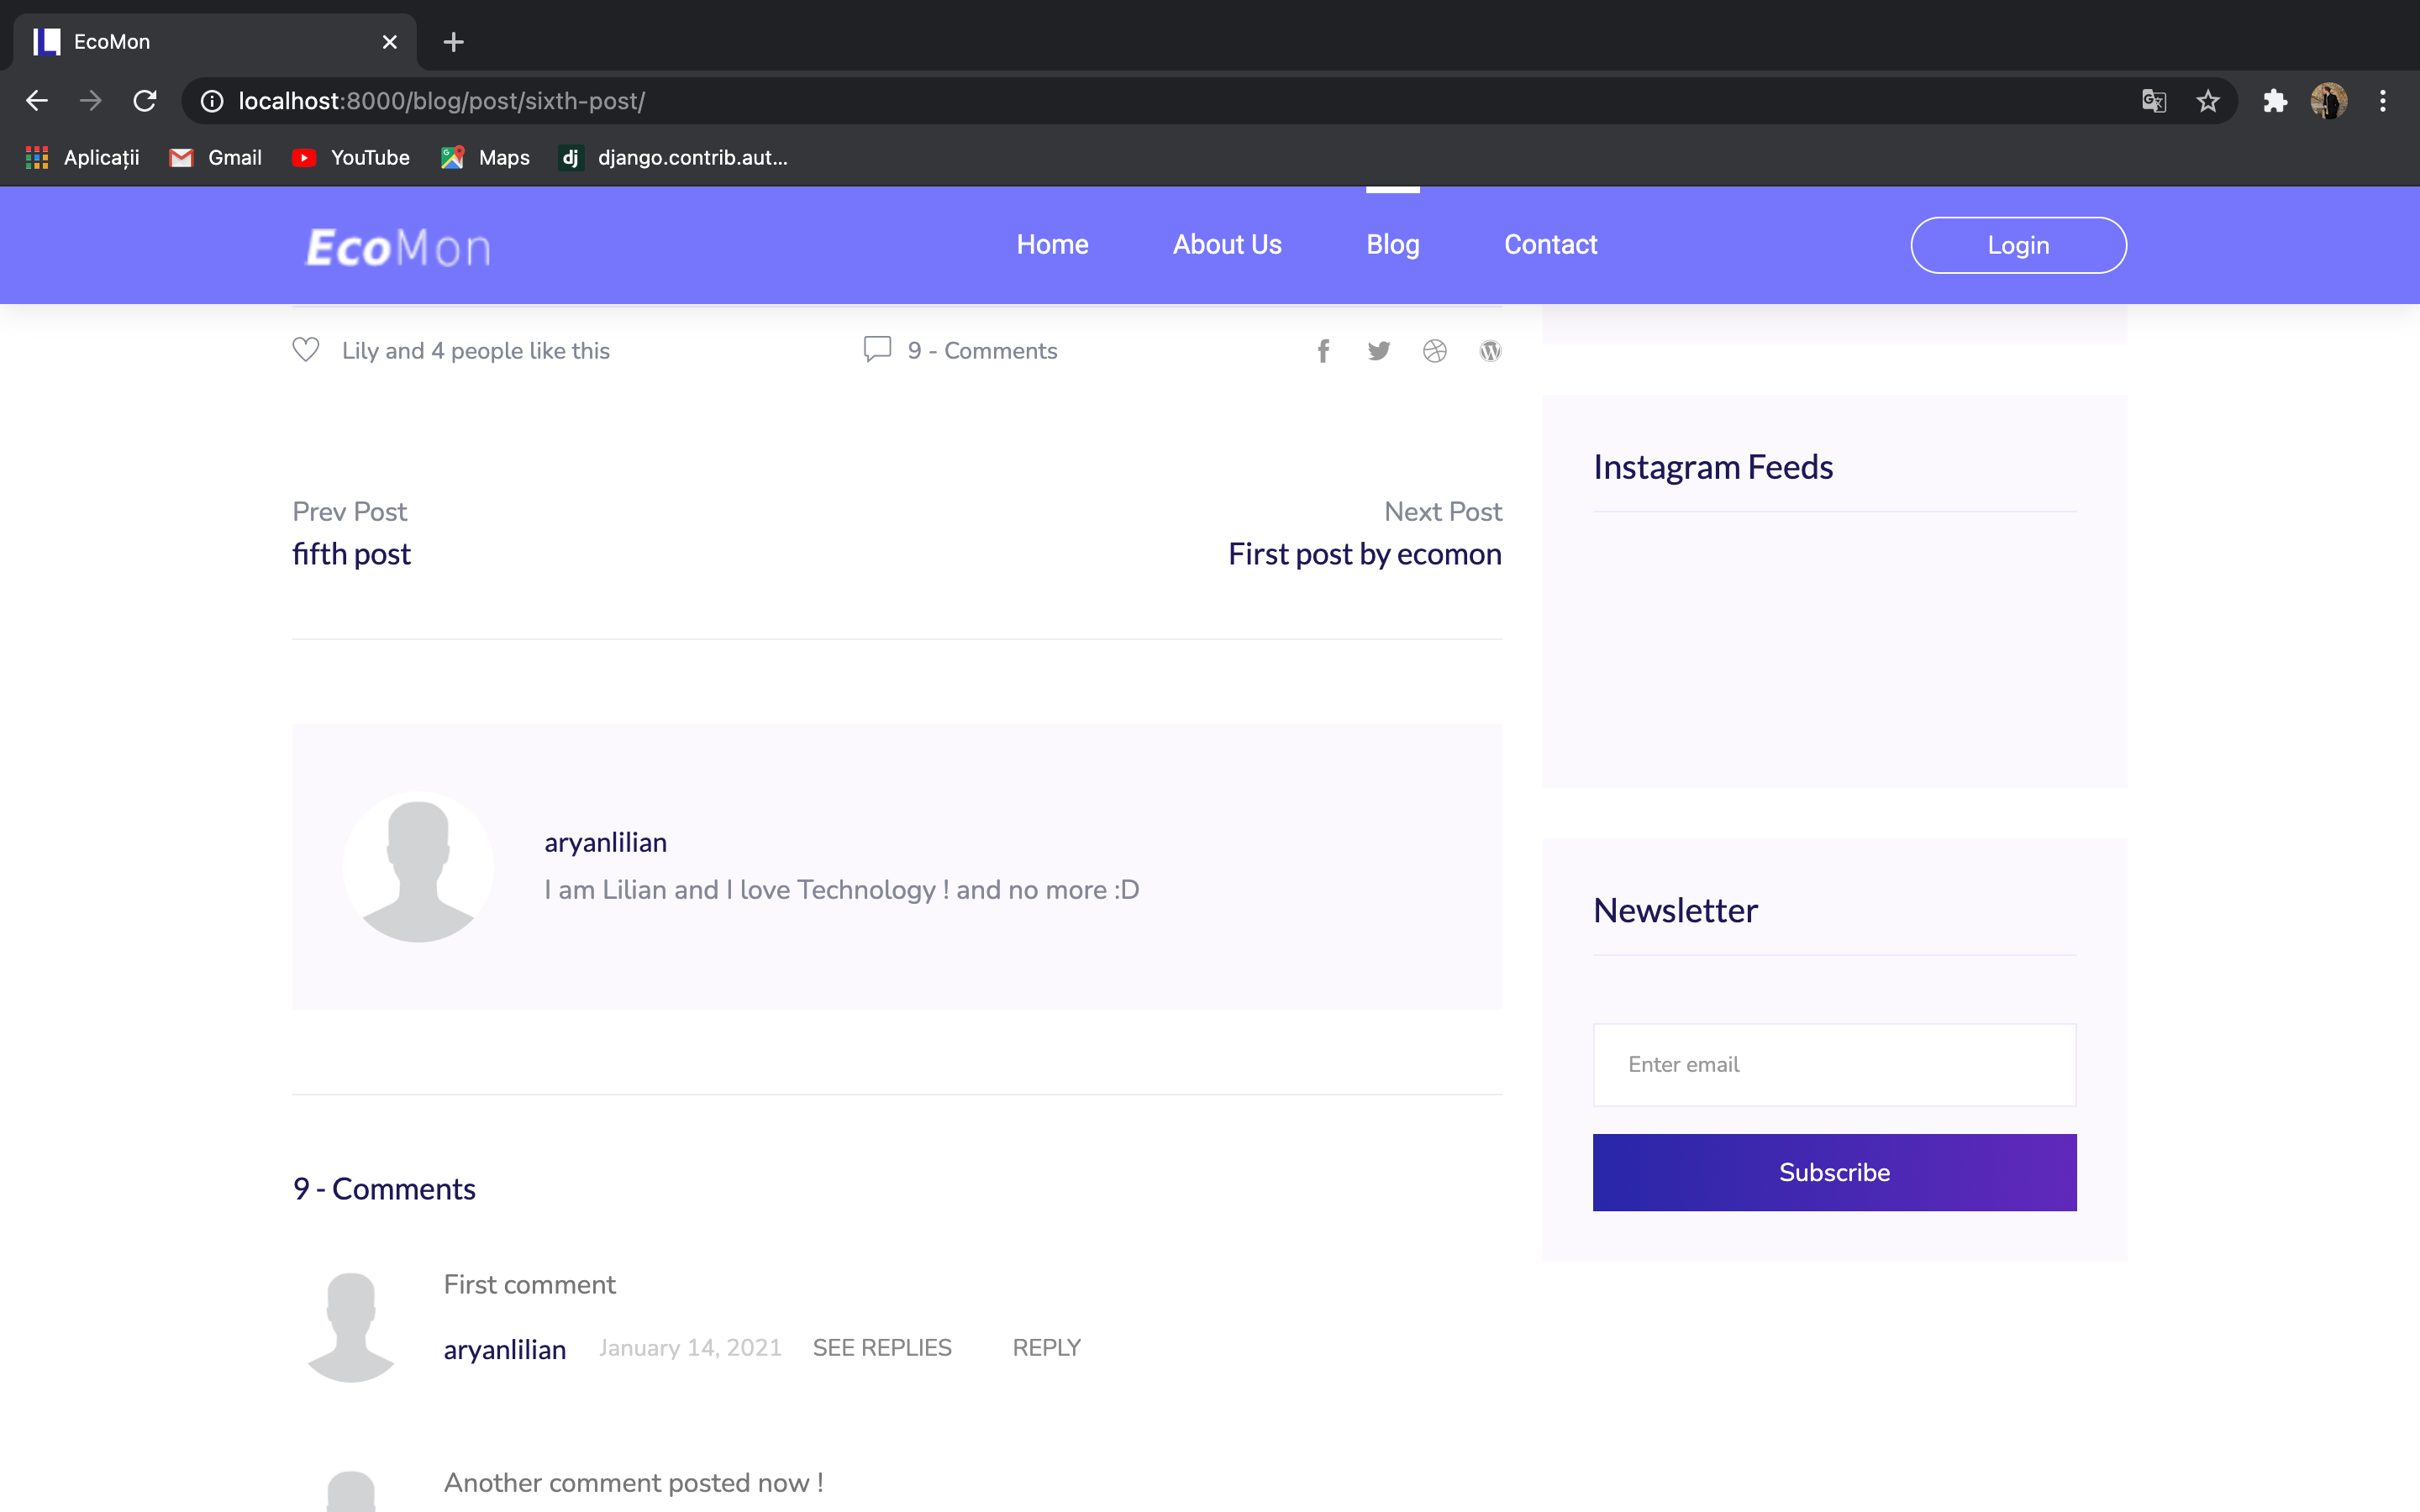 EcoMon
localhost:8000/blog/post/sixth-post/
Aplicații Gmail YouTube Maps dj django.contrib.aut...
EcoMon Home About Us Blog Contact Login
Lily and 4 people like this 9 - Comments
Prev Post
fifth post
Next Post
First post by ecomon
aryanlilian
I am Lilian and I love Technology ! and no more :D
9 - Comments
First comment
aryanlilian January 14, 2021 SEE REPLIES REPLY
Another comment posted now !
Instagram Feeds
Newsletter
Enter email
Subscribe